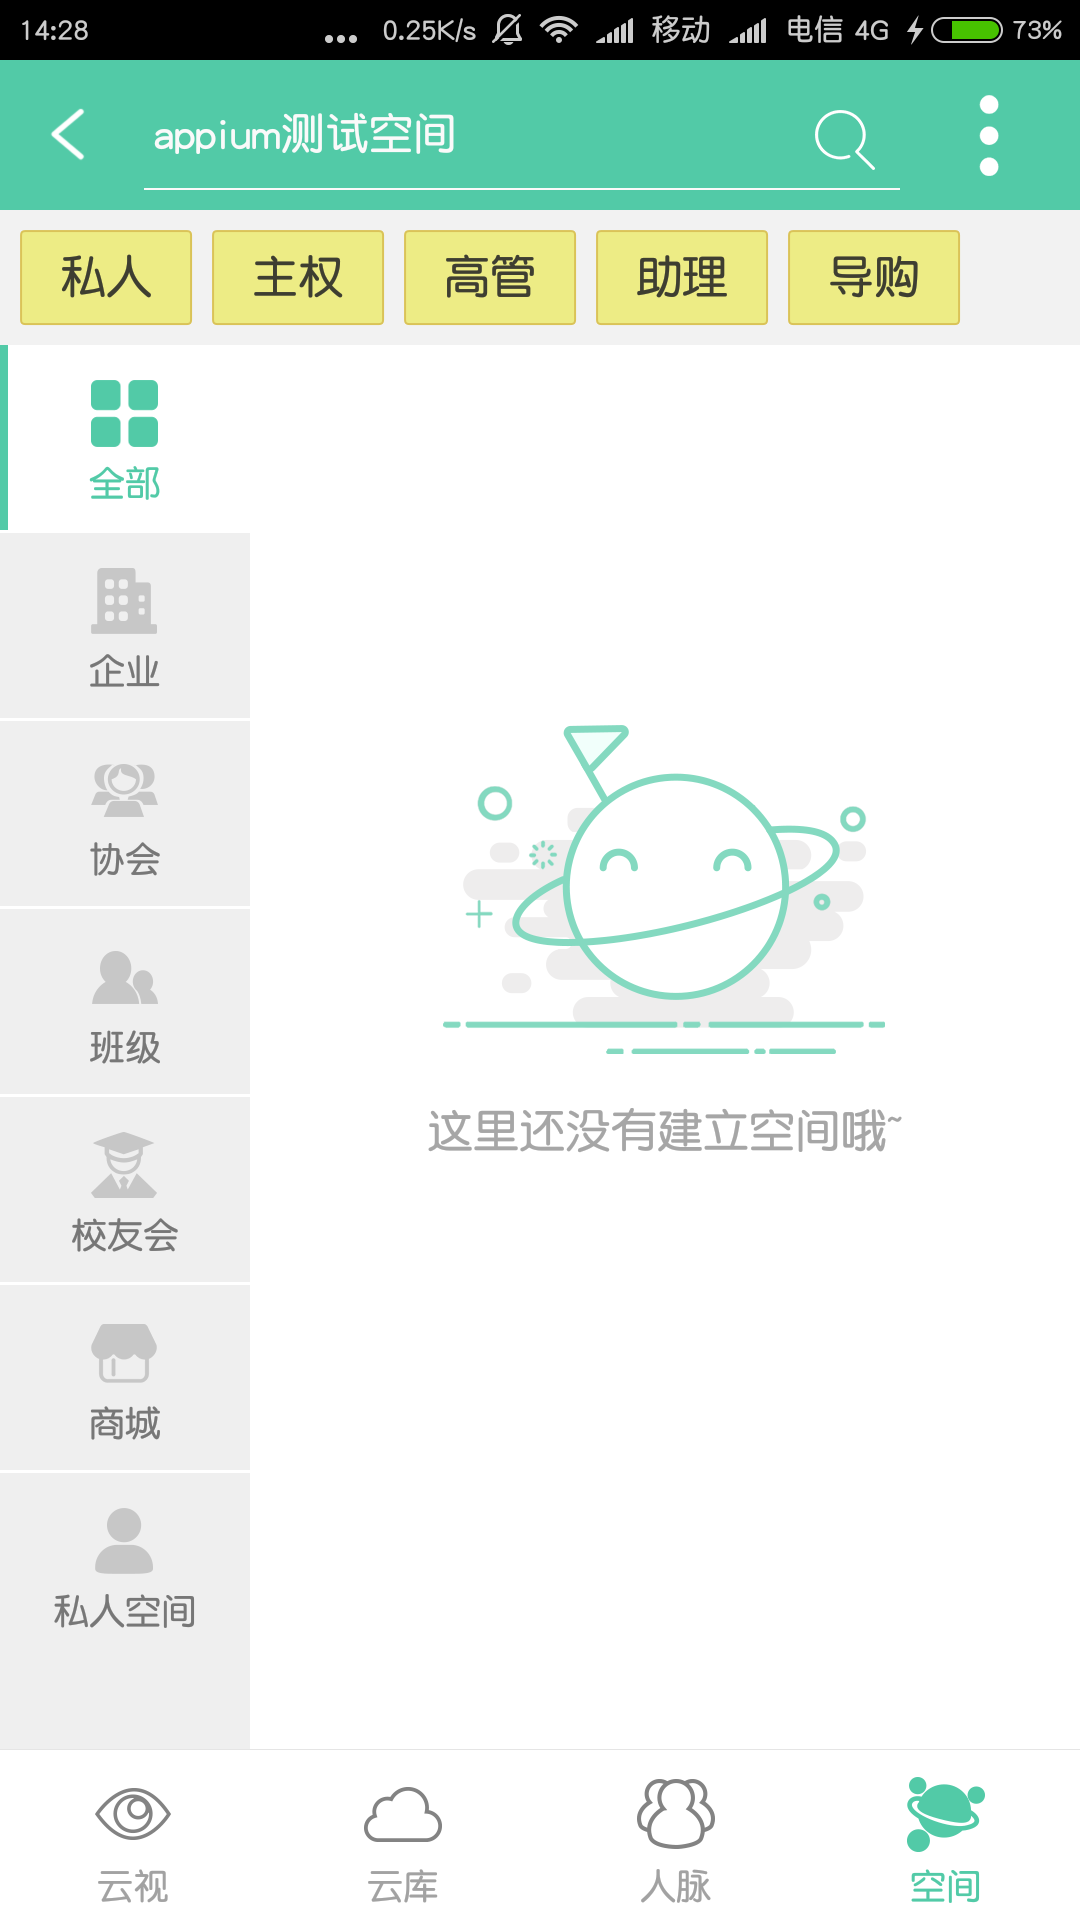 14:28 ... 0.25K/s 移动 电信 4G 73%
appium测试空间
私人 主权 高管 助理 导购
全部
企业
协会
班级
校友会
商城
私人空间
这里还没有建立空间哦~
云视 云库 人脉 空间